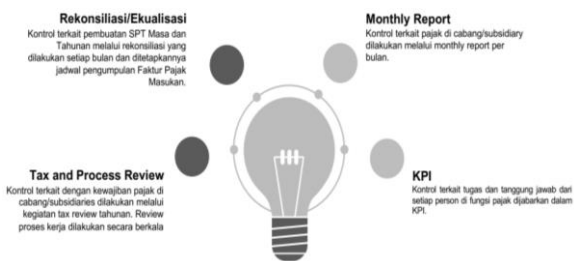 Rekonsiliasi/Ekualisasi
Kontrol terkait pembuatan SPT Masa dan
Tahunan melalui rekonsiliasi yang
dilakukan setiap bulan dan ditetapkannya
jadwal pengumpulan Faktur Pajak
Masukan.
Monthly Report
Kontrol terkait pajak di cabang/subsidiary
dilakukan melalui monthly report per
bulan.
Tax and Process Review
Kontrol terkait dengan kewajiban pajak di
cabang/subsidiaries dilakukan melalui
kegiatan tax review tahunan. Review
proses kerja dilakukan secara berkala
KPI
Kontrol terkait tugas dan tanggung jawab dari
setiap person di fungsi pajak dijabarkan dalam
KPI.